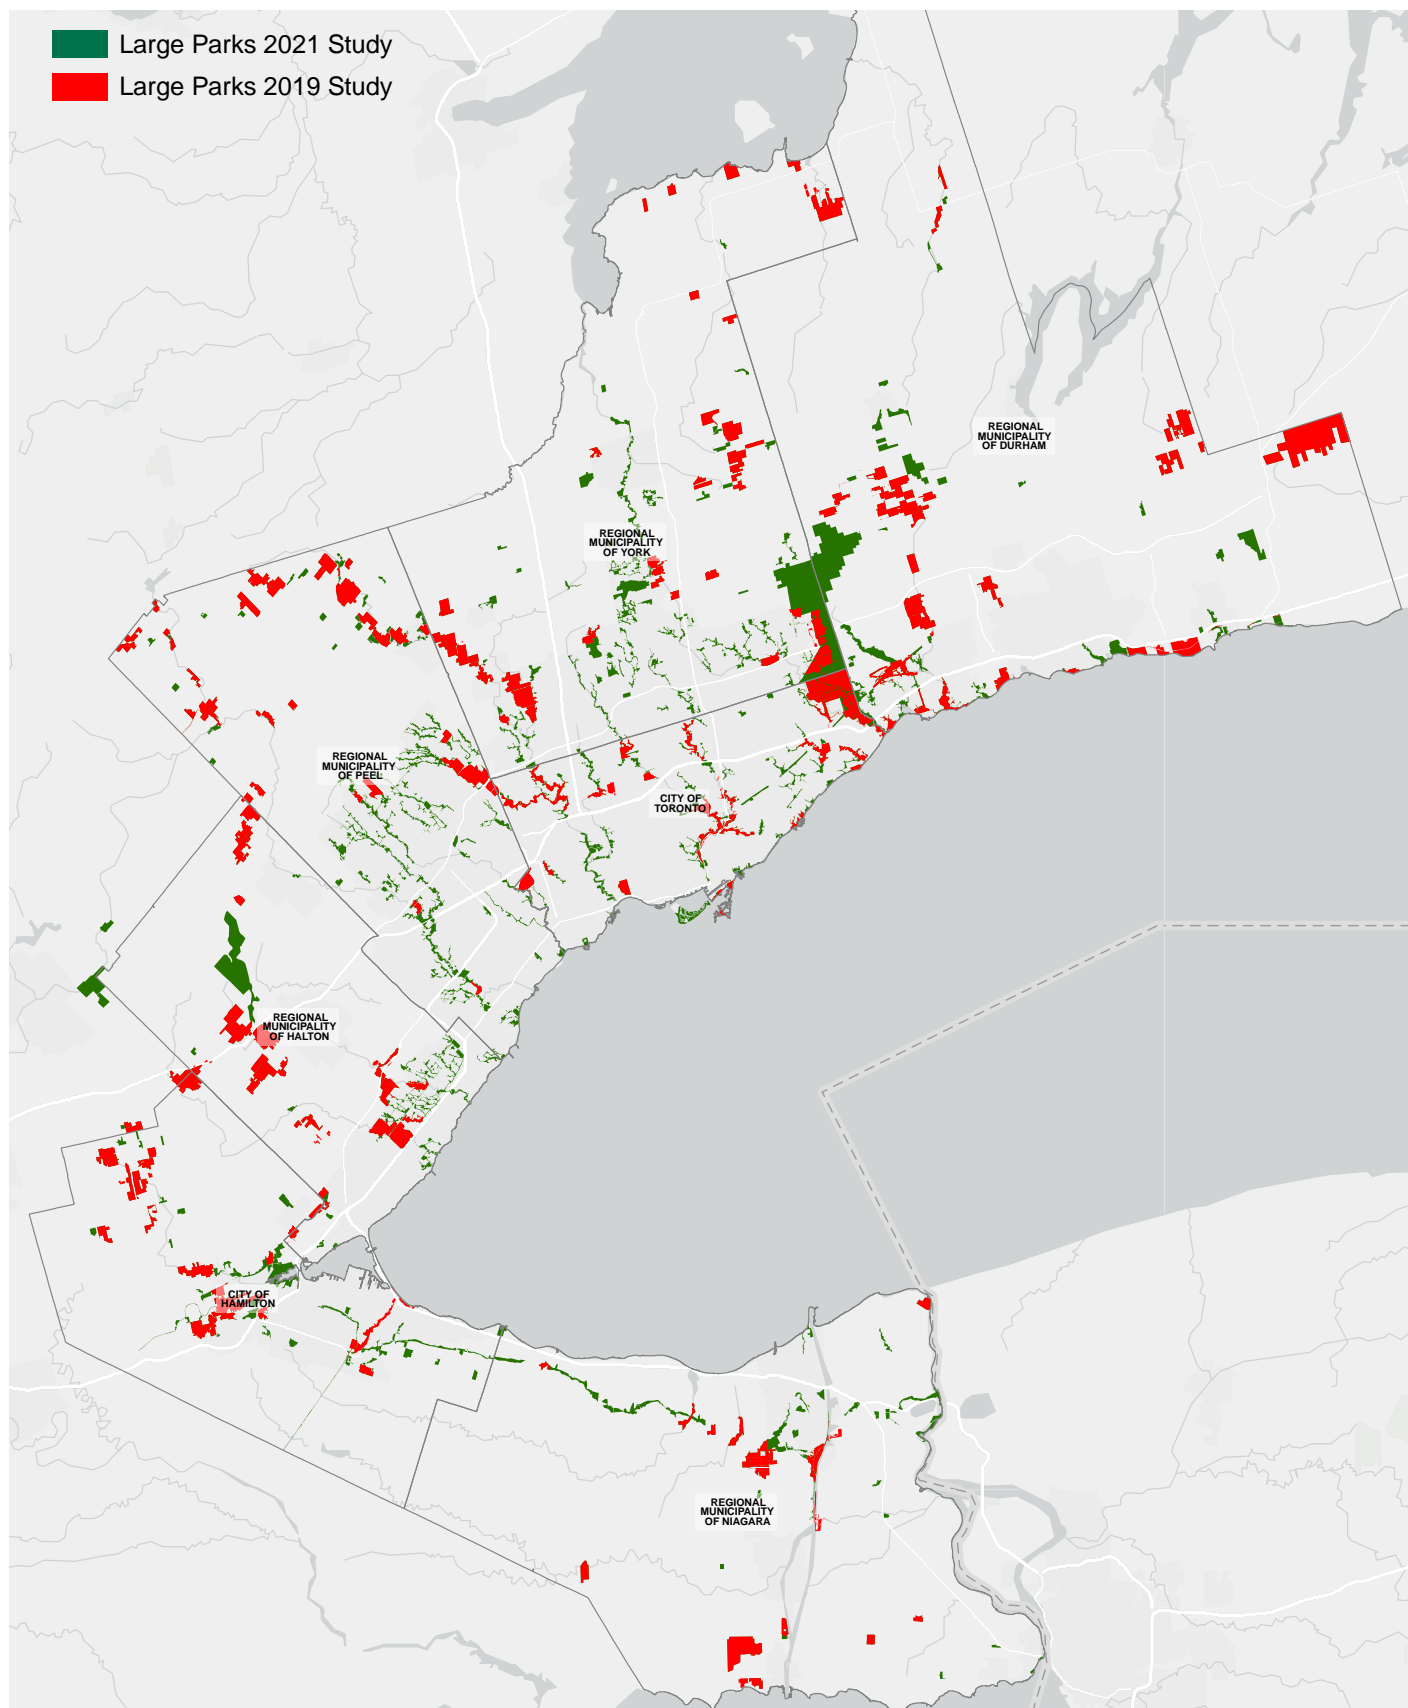 Large Parks 2021 Study
Large Parks 2019 Study
REGIONAL
MUNICIPALITY
OF DURHAM
REGIONAL
MUNICIPALITY
OF YORK
REGIONAL
MUNICIPALITY
OF PEEL
CITY OF
TORONTO
REGIONAL
MUNICIPALITY
OF HALTON
CITY OF
HAMILTON
REGIONAL
MUNICIPALITY
OF NIAGARA